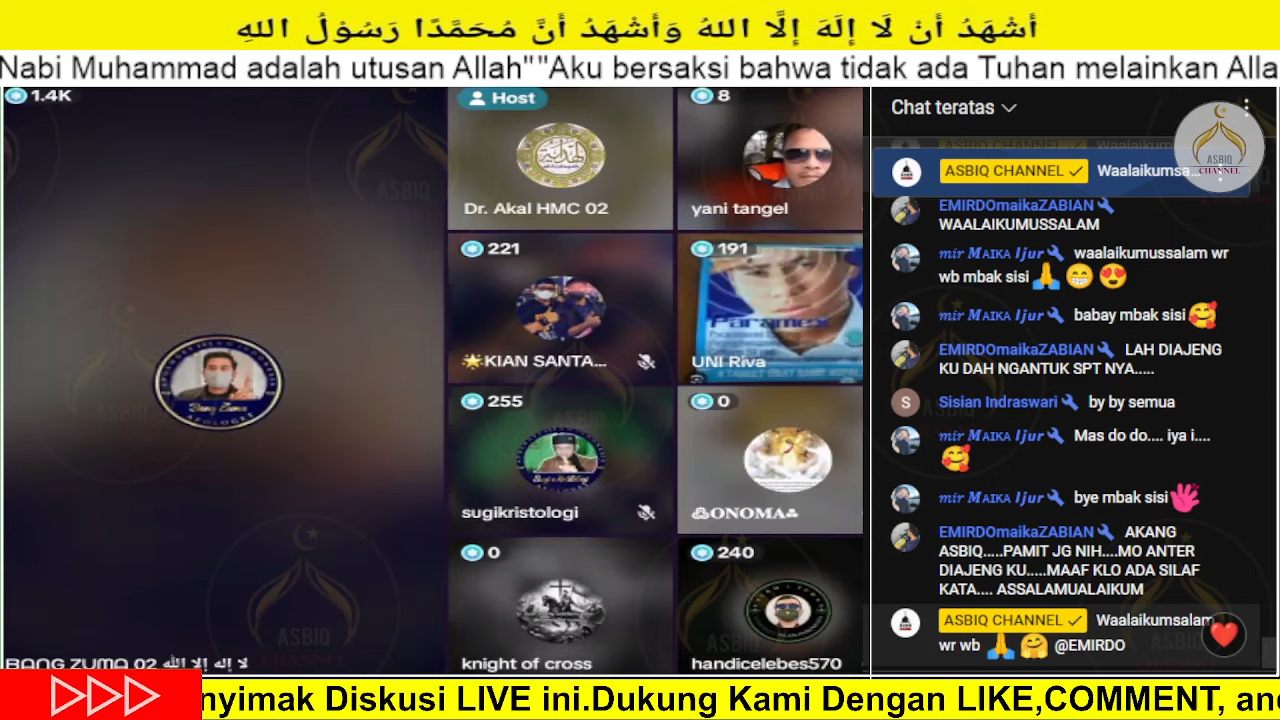 أَشْهَدُ أَنْ لَا إِلَهَ إِلَّا اللهُ وَأَشْهَدُ أَنَّ مُحَمَّدًا رَسُوْلُ اللهِ
Nabi Muhammad adalah utusan Allah""Aku bersaksi bahwa tidak ada Tuhan melainkan Alla
1.4K
BANG ZUMA 02 لا إله إلا الله
Host
Dr. Akal HMC 02
8
yani tangel
221
KIAN SANTA...
191
Paramex
UNI Riva
255
sugikristologi
0
ONOMA
0
knight of cross
240
handicelebes570
Chat teratas
ASBIQ
CHANNEL
ASBIQ CHANNEL Waalaikumsa...
EMIRDOmaikaZABIAN
WAALAIKUMUSSALAM
mir MAIKA Ijur waalaikumussalam wr
wb mbak sisi 🙏 😁 😍
mir MAIKA Ijur babay mbak sisi 🥰
EMIRDOmaikaZABIAN LAH DIAJENG
KU DAH NGANTUK SPT NYA.....
S
Sisian Indraswari by by semua
mir MAIKA Ijur Mas do do.... iya i....
🥰
mir MAIKA Ijur bye mbak sisi
EMIRDOmaikaZABIAN AKANG
ASBIQ.....PAMIT JG NIH....MO ANTER
DIAJENG KU.....MAAF KLO ADA SILAF
KATA.... ASSALAMUALAIKUM
ASBIQ CHANNEL Waalaikumsalam
wr wb 🙏 🤗 @EMIRDO
nyimak Diskusi LIVE ini.Dukung Kami Dengan LIKE,COMMENT, and